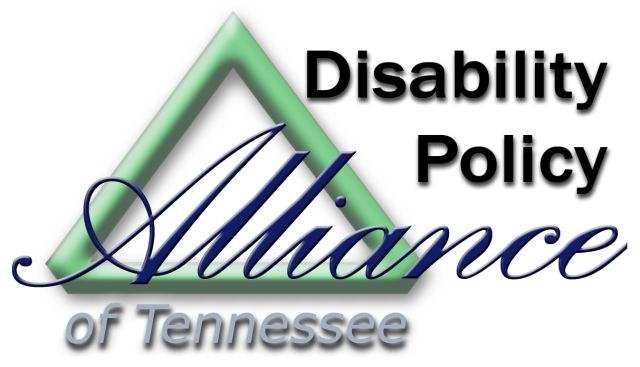 Disability
Policy
Alliance
of Tennessee